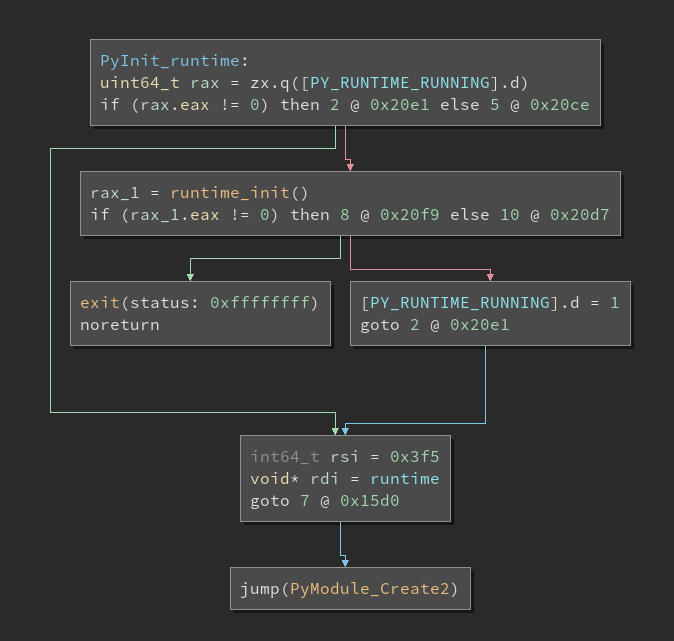 PyInit_runtime:
uint64_t rax = zx.q([PY_RUNTIME_RUNNING].d)
if (rax.eax != 0) then 2 @ 0x20e1 else 5 @ 0x20ce
rax_1 = runtime_init()
if (rax_1.eax != 0) then 8 @ 0x20f9 else 10 @ 0x20d7
exit(status: 0xffffffff)
noreturn
[PY_RUNTIME_RUNNING].d = 1
goto 2 @ 0x20e1
int64_t rsi = 0x3f5
void* rdi = runtime
goto 7 @ 0x15d0
jump(PyModule_Create2)